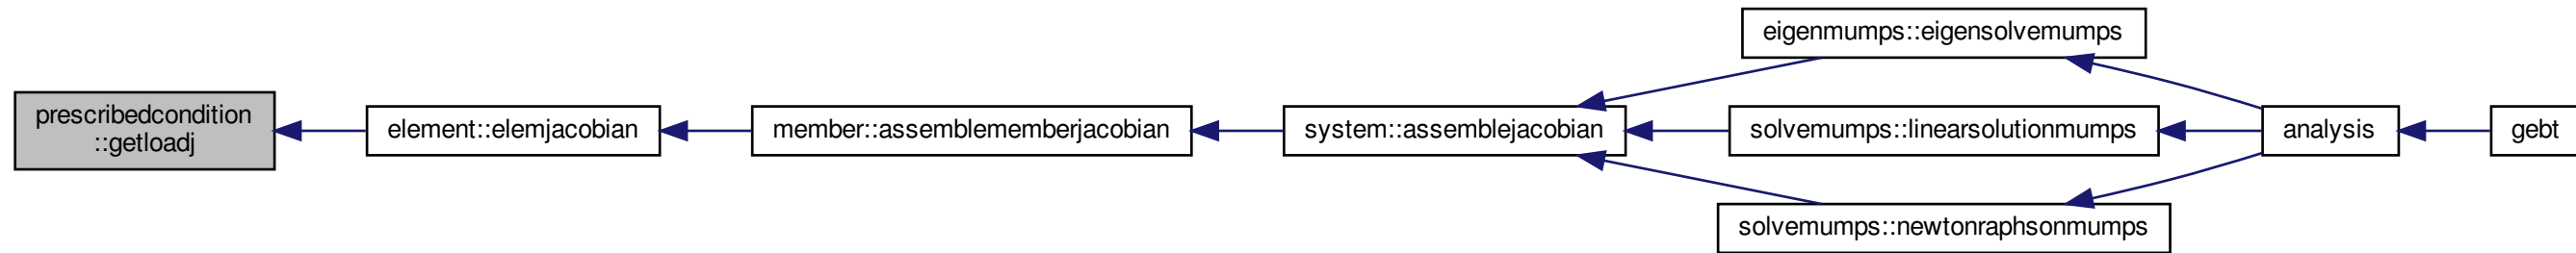 prescribedcondition
::getloadj
element::elemjacobian
member::assemblememberjacobian
system::assemblejacobian
eigenmumps::eigensolvemumps
solvemumps::linearsolutionmumps
solvemumps::newtonraphsonmumps
analysis
gebt